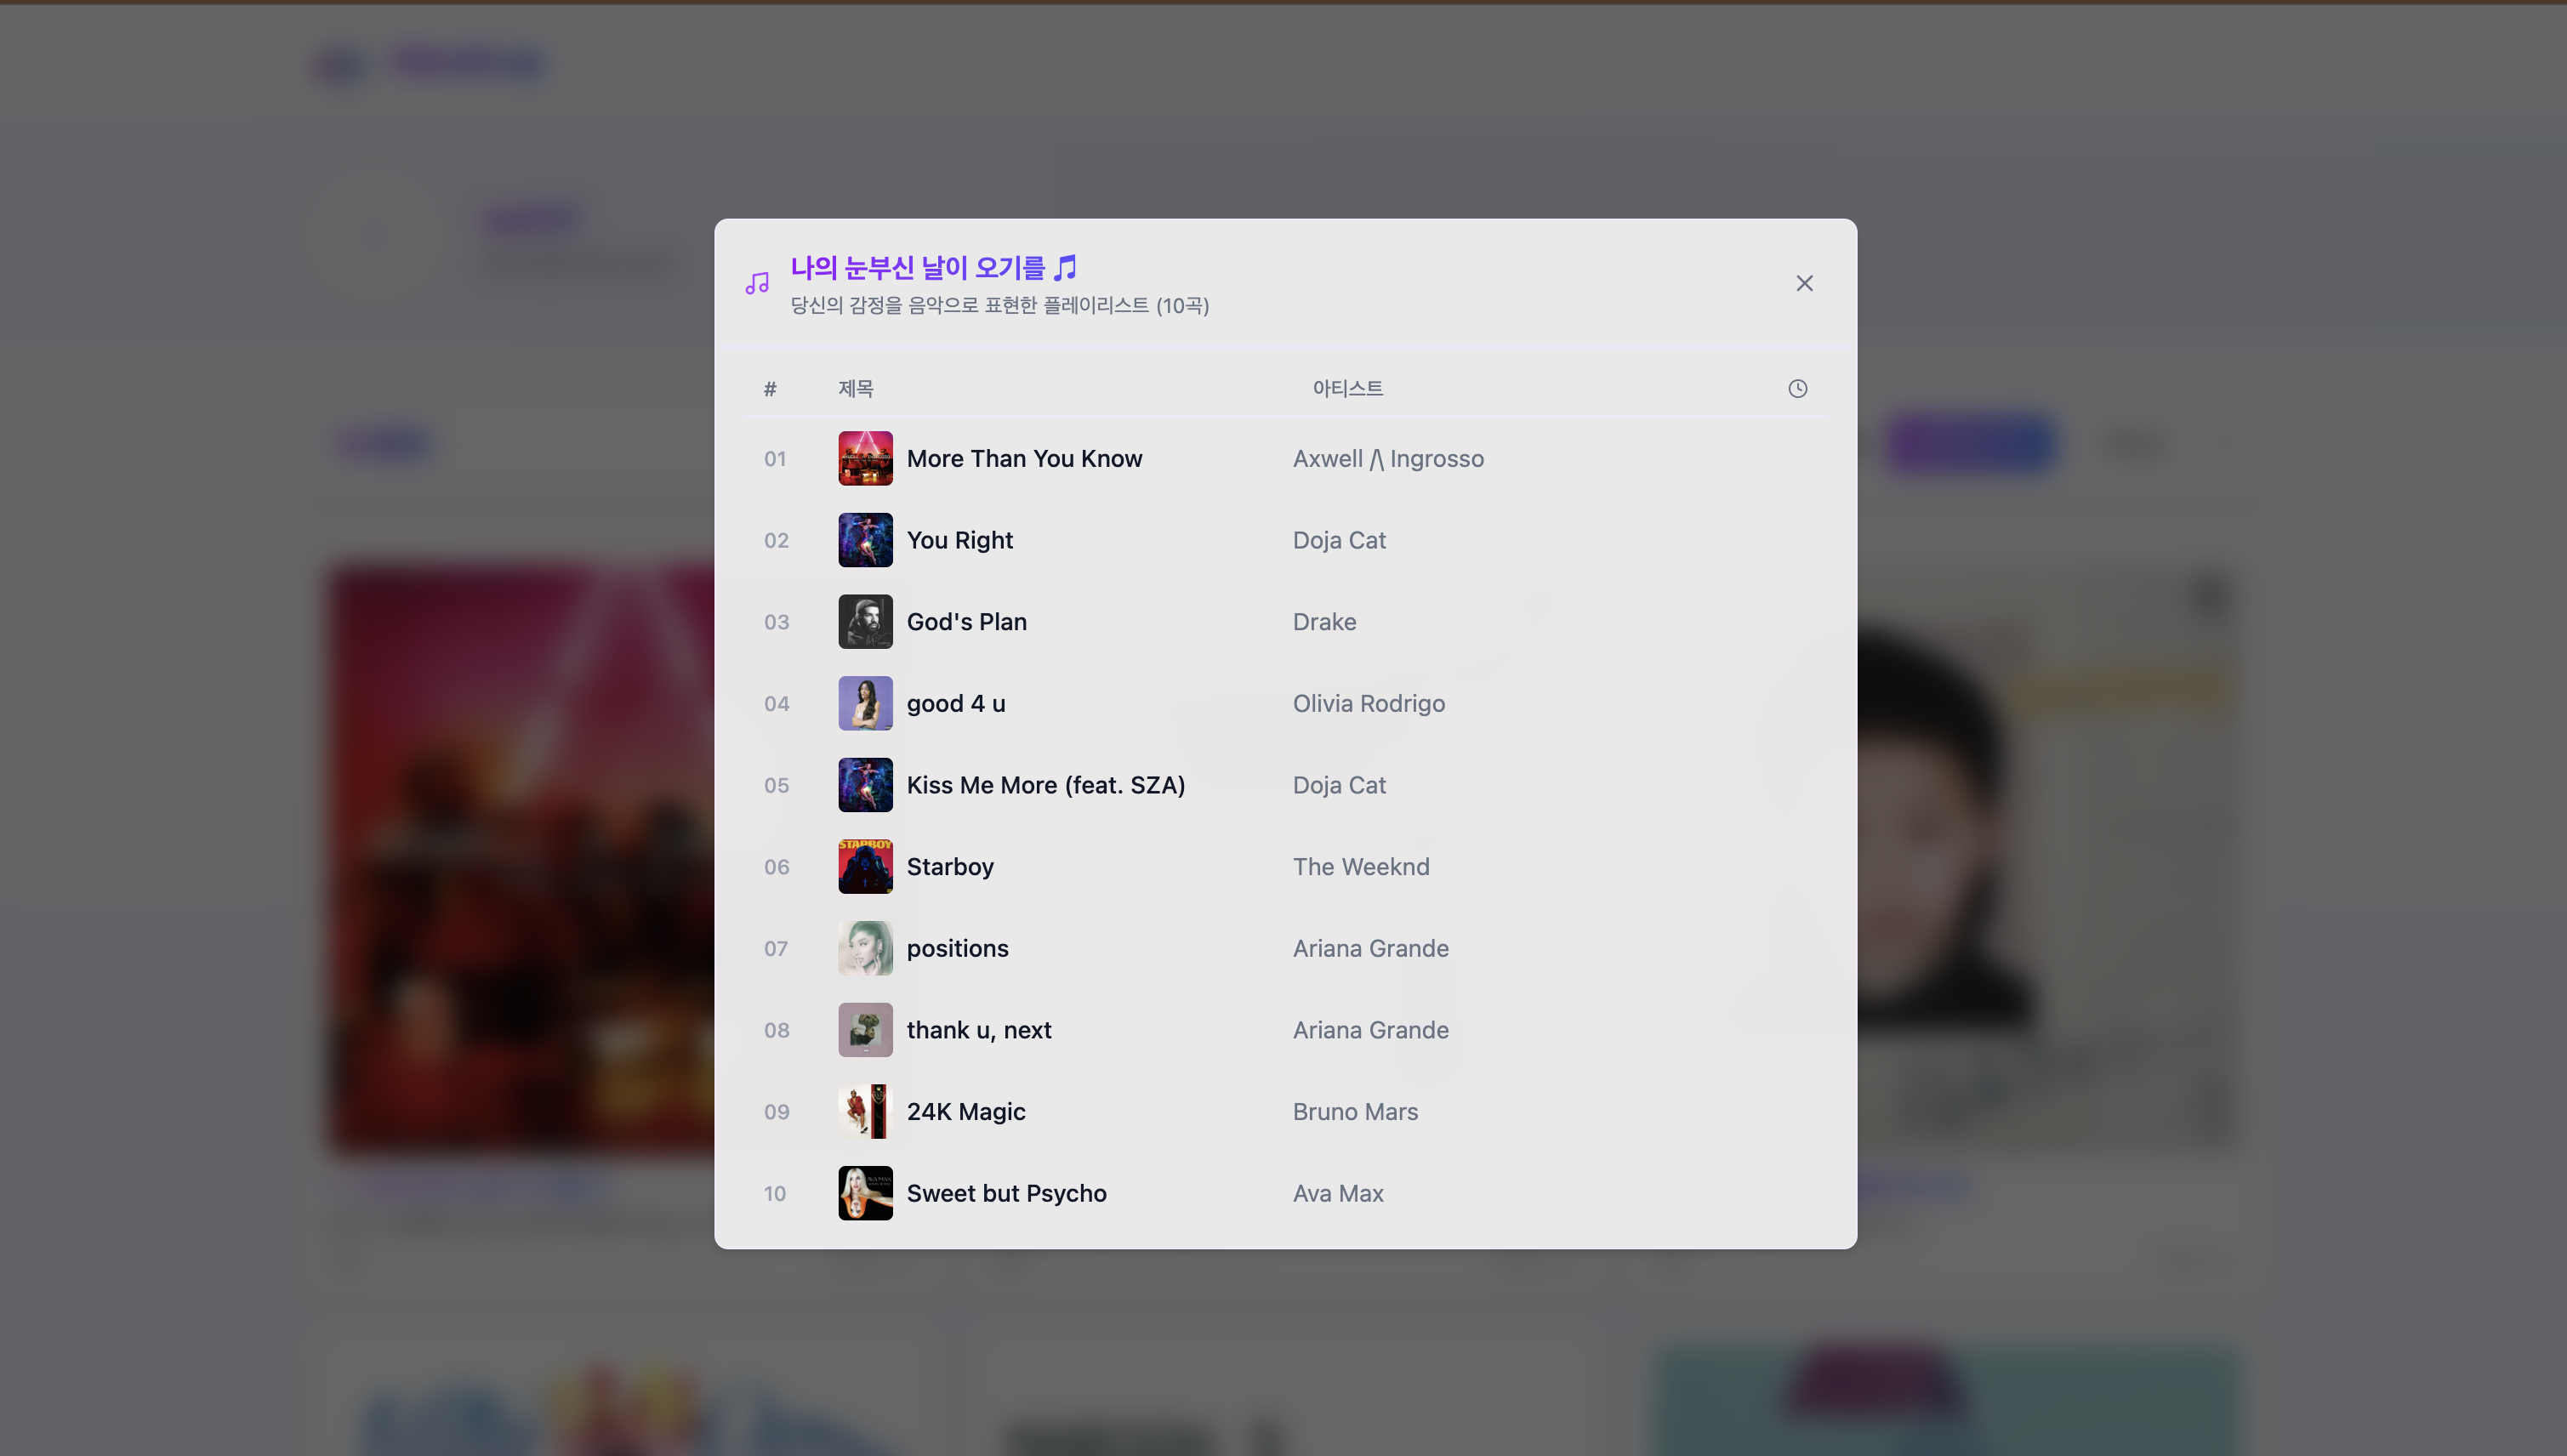 나의 눈부신 날이 오기를 🎵
당신의 감정을 음악으로 표현한 플레이리스트 (10곡)
# 제목 아티스트
01 More Than You Know Axwell /\ Ingrosso
02 You Right Doja Cat
03 God's Plan Drake
04 good 4 u Olivia Rodrigo
05 Kiss Me More (feat. SZA) Doja Cat
06 STARBOY Starboy The Weeknd
07 positions Ariana Grande
08 thank u, next Ariana Grande
09 24K Magic Bruno Mars
10 Sweet but Psycho Ava Max